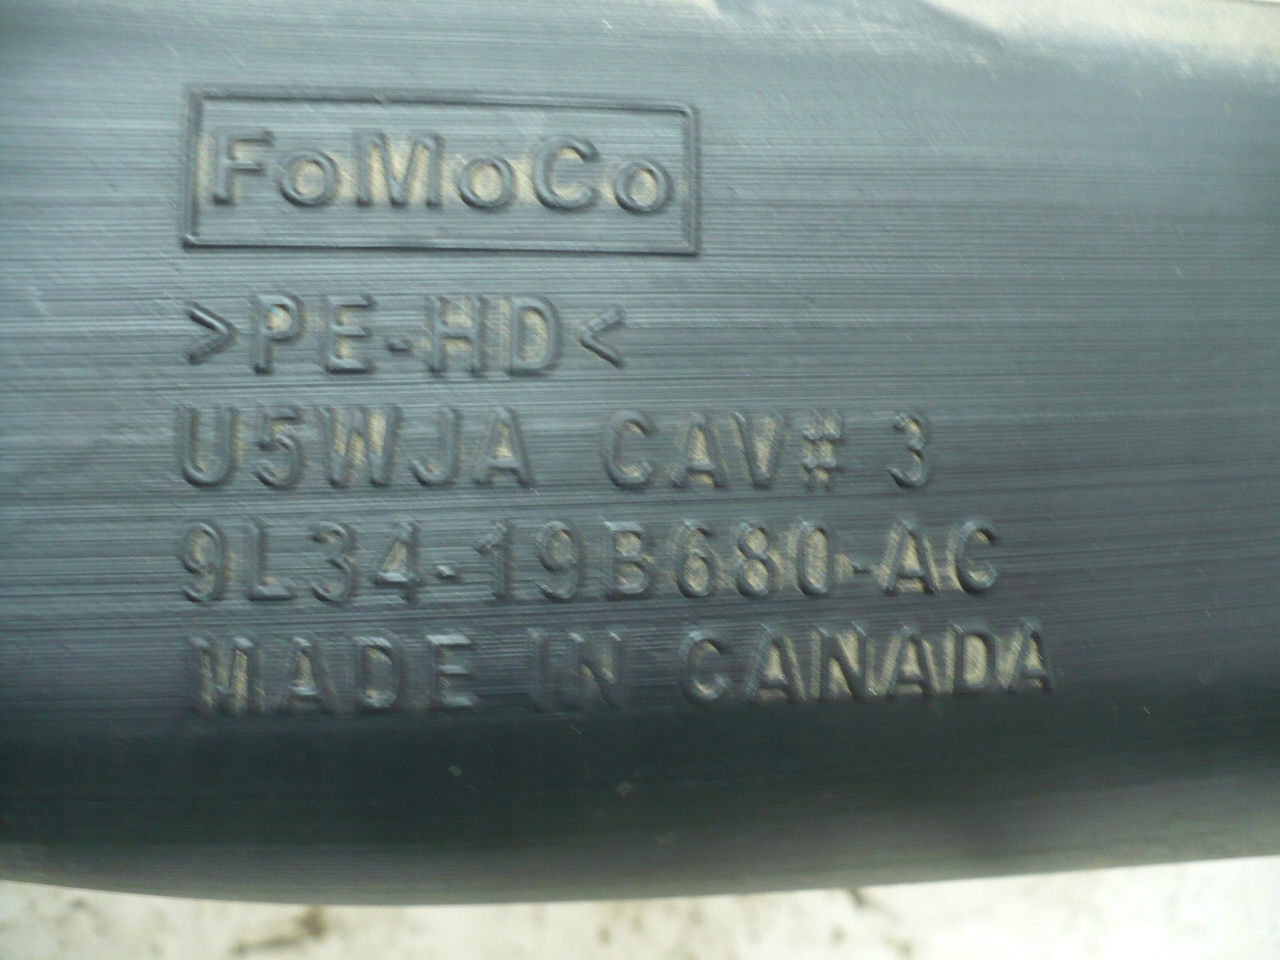 FoMoCo
>PE-HD<
U5WJA CAV# 3
9L34-19B680-AC
MADE IN CANADA